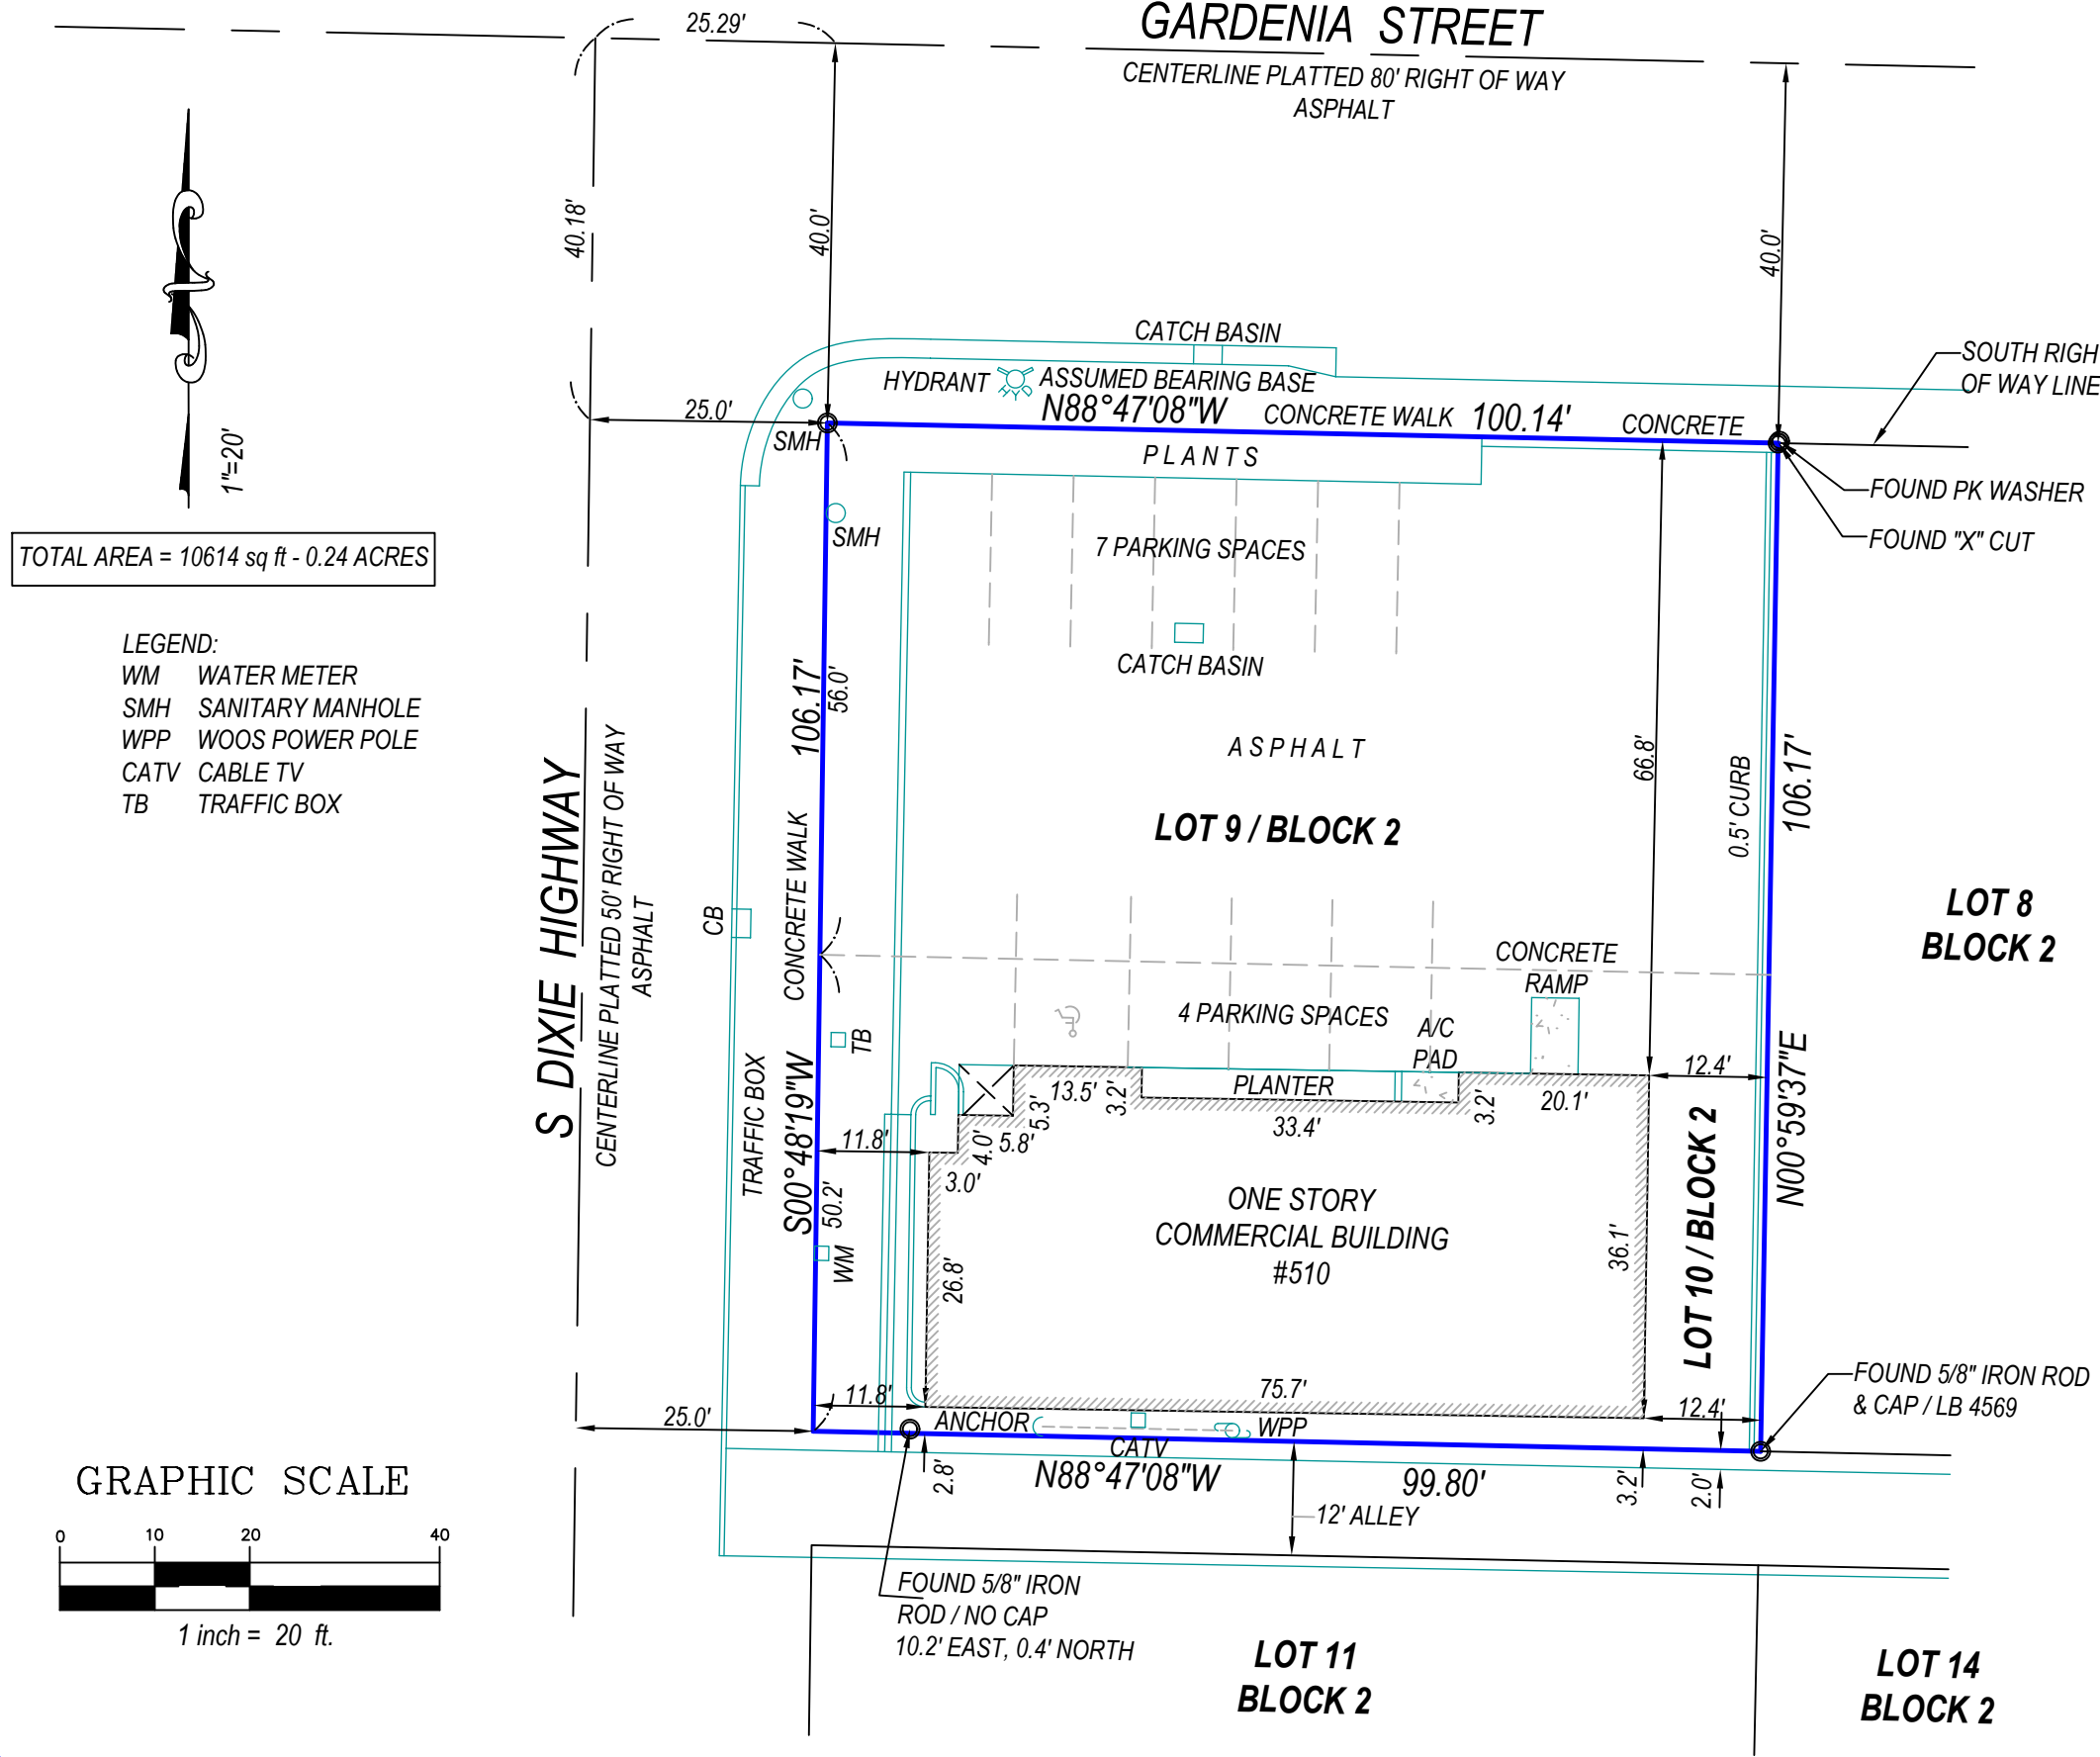 GARDENIA STREET
CENTERLINE PLATTED 80' RIGHT OF WAY
ASPHALT
25.29'
40.18'
40.0'
40.0'
1"=20'
TOTAL AREA = 10614 sq ft - 0.24 ACRES
LEGEND:
WM WATER METER
SMH SANITARY MANHOLE
WPP WOOS POWER POLE
CATV CABLE TV
TB TRAFFIC BOX
CATCH BASIN
HYDRANT
ASSUMED BEARING BASE
N88°47'08"W
CONCRETE WALK
100.14'
CONCRETE
SOUTH RIGH
OF WAY LINE
25.0'
SMH
PLANTS
FOUND PK WASHER
FOUND "X" CUT
SMH
7 PARKING SPACES
CATCH BASIN
106.17'
56.0'
ASPHALT
66.8'
0.5' CURB
106.17'
LOT 9 / BLOCK 2
S DIXIE HIGHWAY
CENTERLINE PLATTED 50' RIGHT OF WAY
ASPHALT
CB
CONCRETE WALK
LOT 8
BLOCK 2
CONCRETE
RAMP
4 PARKING SPACES
A/C
PAD
TB
TRAFFIC BOX
S00°48'19"W
50.2'
WM
12.4'
PLANTER
13.5'
3.2'
5.3'
5.8'
4.0'
3.0'
11.8'
33.4'
3.2'
20.1'
N00°59'37"E
LOT 10 / BLOCK 2
ONE STORY
COMMERCIAL BUILDING
#510
26.8'
36.1'
75.7'
11.8'
25.0'
ANCHOR
CATV
WPP
12.4'
FOUND 5/8" IRON ROD
& CAP / LB 4569
2.8'
N88°47'08"W
99.80'
3.2'
2.0'
12' ALLEY
GRAPHIC SCALE
0 10 20 40
1 inch = 20 ft.
FOUND 5/8" IRON
ROD / NO CAP
10.2' EAST, 0.4' NORTH
LOT 11
BLOCK 2
LOT 14
BLOCK 2